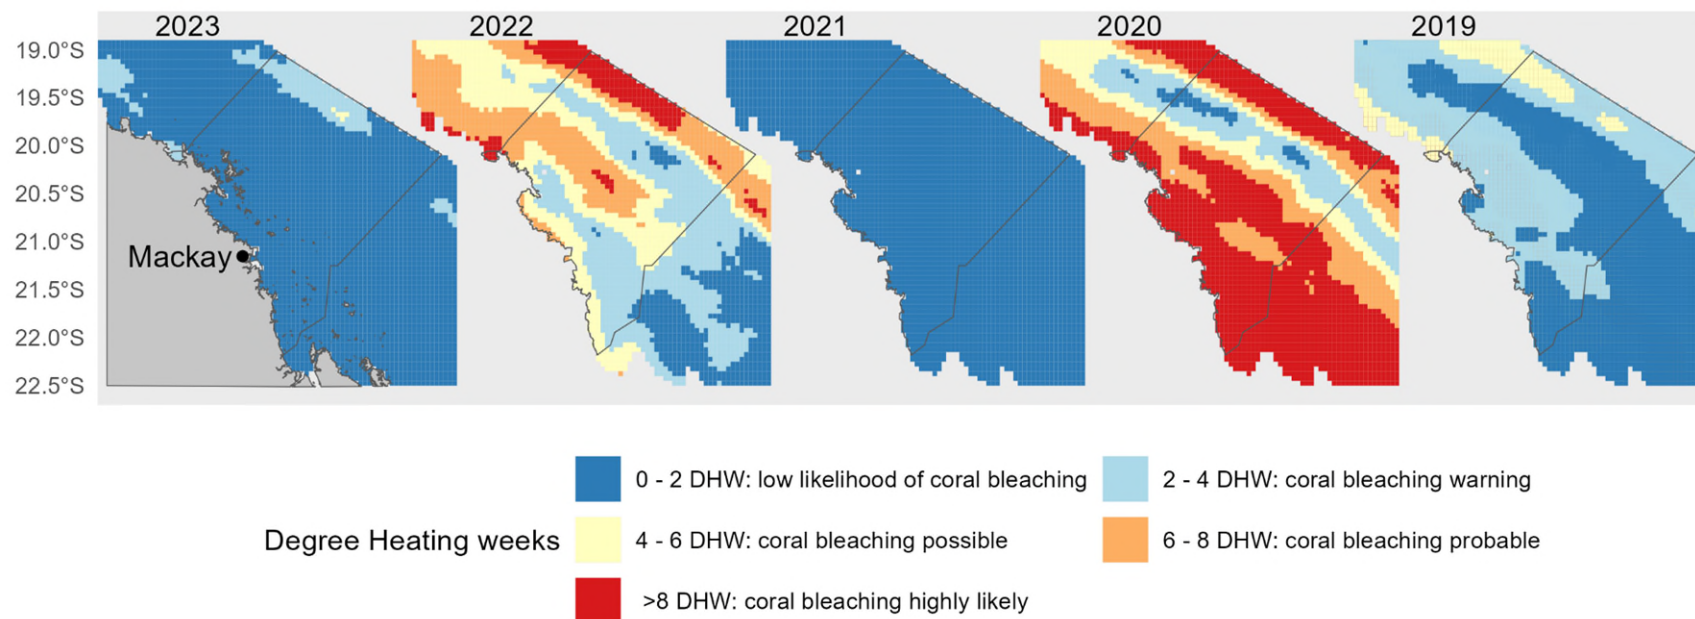 2023 2022 2021 2020 2019
19.0°S
19.5°S
20.0°S
20.5°S
21.0°S
21.5°S
22.0°S
22.5°S
Mackay
Degree Heating weeks
0 - 2 DHW: low likelihood of coral bleaching
2 - 4 DHW: coral bleaching warning
4 - 6 DHW: coral bleaching possible
6 - 8 DHW: coral bleaching probable
>8 DHW: coral bleaching highly likely